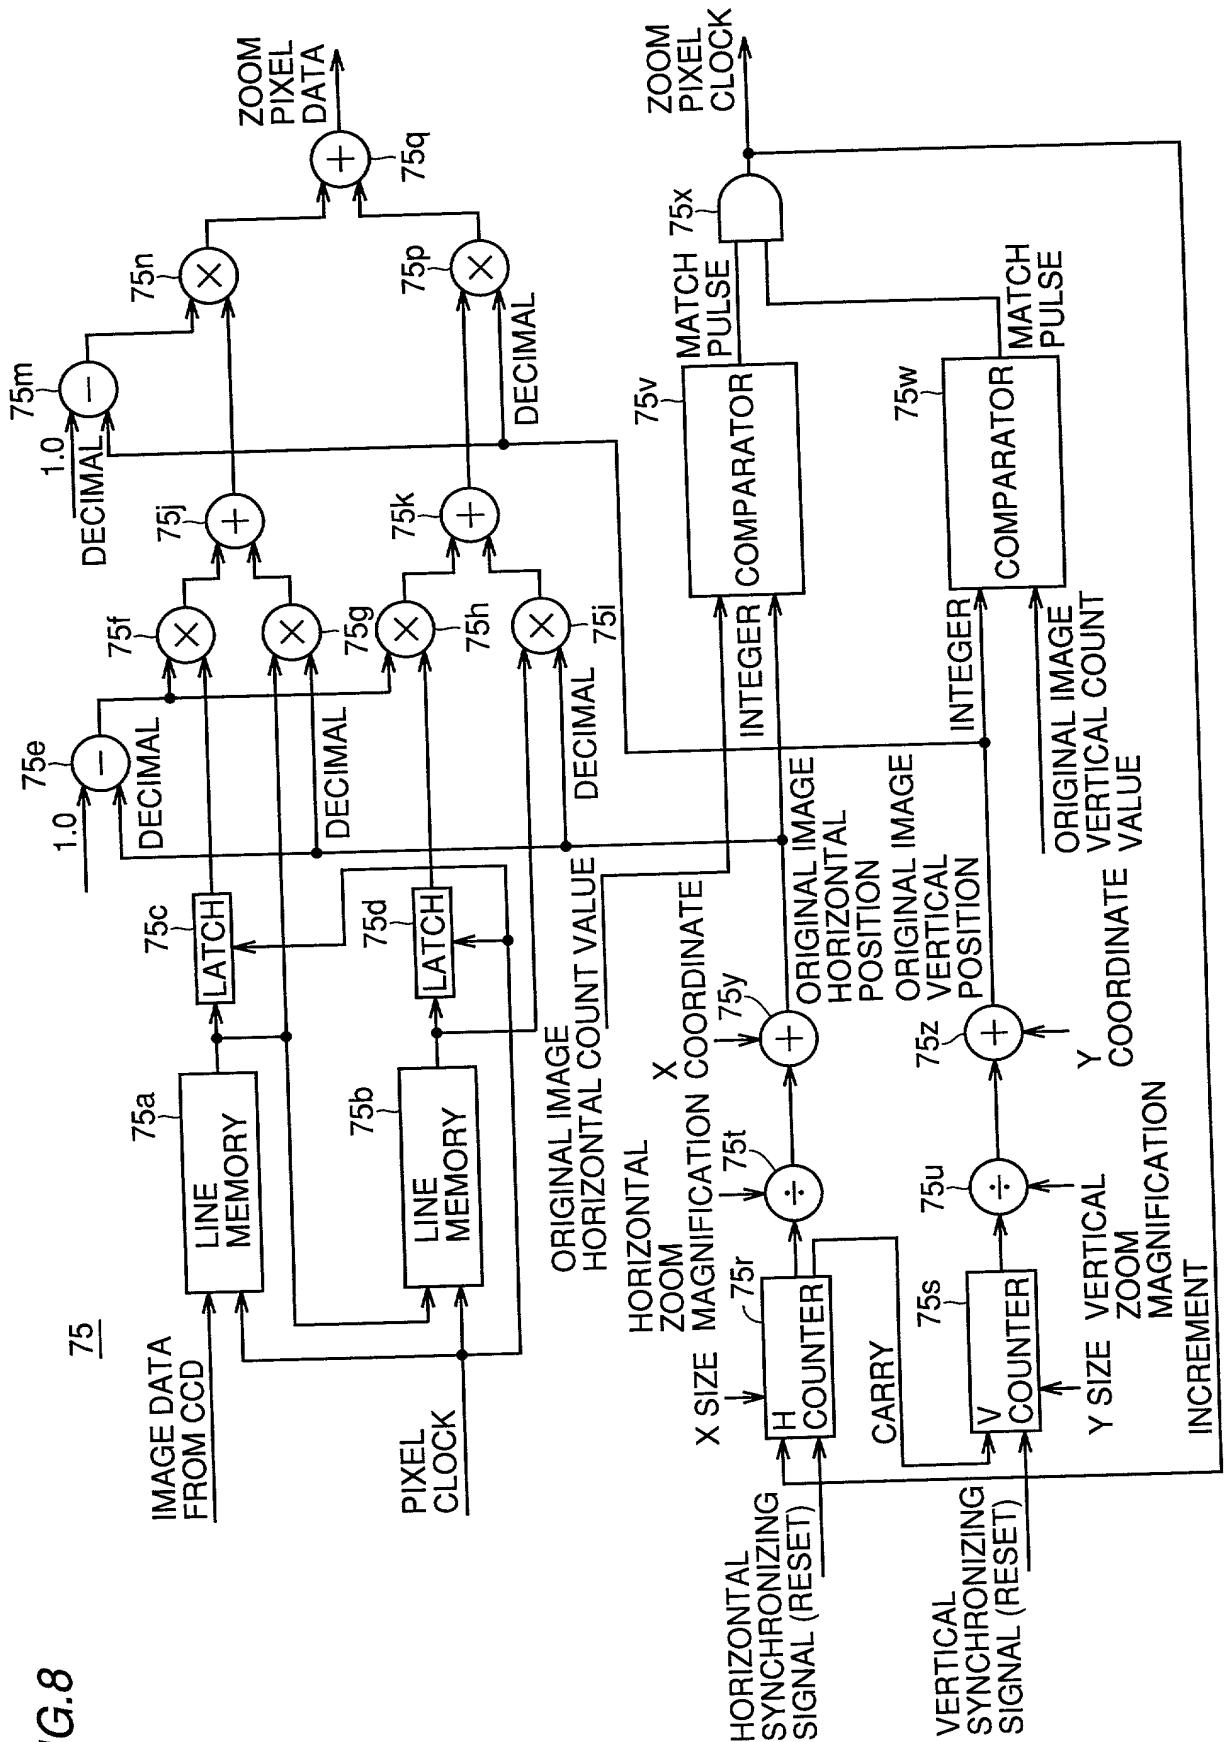 IG.8
75
IMAGE DATA
FROM CCD
PIXEL
CLOCK
75a
LINE
MEMORY
75b
LINE
MEMORY
75c
LATCH
75d
LATCH
1.0
75e
−
DECIMAL
DECIMAL
DECIMAL
75f
×
75g
×
75h
×
75i
×
75j
+
75k
+
1.0
DECIMAL
75m
−
75n
×
75p
×
DECIMAL
75q
+
ZOOM
PIXEL
DATA
ORIGINAL IMAGE
HORIZONTAL COUNT VALUE
HORIZONTAL
SYNCHRONIZING
SIGNAL (RESET)
X SIZE
75r
H
COUNTER
CARRY
HORIZONTAL
ZOOM
MAGNIFICATION
75t
÷
X
COORDINATE
75y
+
ORIGINAL IMAGE
HORIZONTAL
POSITION
INTEGER
75v
COMPARATOR
MATCH
PULSE
75x
ZOOM
PIXEL
CLOCK
VERTICAL
SYNCHRONIZING
SIGNAL (RESET)
75s
V
COUNTER
Y SIZE
75u
÷
VERTICAL
ZOOM
MAGNIFICATION
75z
+
Y
COORDINATE
ORIGINAL IMAGE
VERTICAL
POSITION
INTEGER
ORIGINAL IMAGE
VERTICAL COUNT
VALUE
75w
COMPARATOR
MATCH
PULSE
INCREMENT